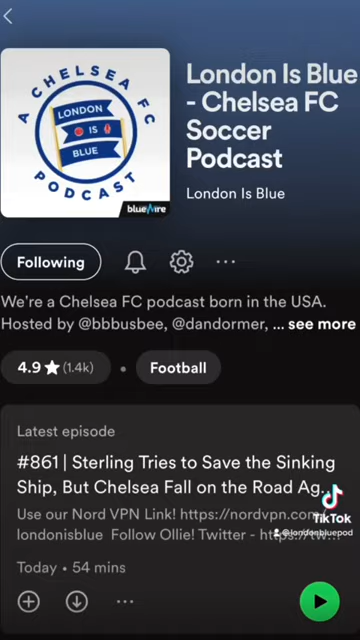 A CHELSEA FC PODCAST
LONDON
IS
BLUE
bluewire
London Is Blue
- Chelsea FC
Soccer
Podcast
London Is Blue
Following
We're a Chelsea FC podcast born in the USA.
Hosted by @bbbusbee, @dandormer, ... see more
4.9 ★ (1.4k) • Football
Latest episode
#861 | Sterling Tries to Save the Sinking
Ship, But Chelsea Fall on the Road Ag...
Use our Nord VPN Link! https://nordvpn.com/
londonisblue Follow Ollie! Twitter - https://tw...
TikTok
@londonbluepod
Today • 54 mins